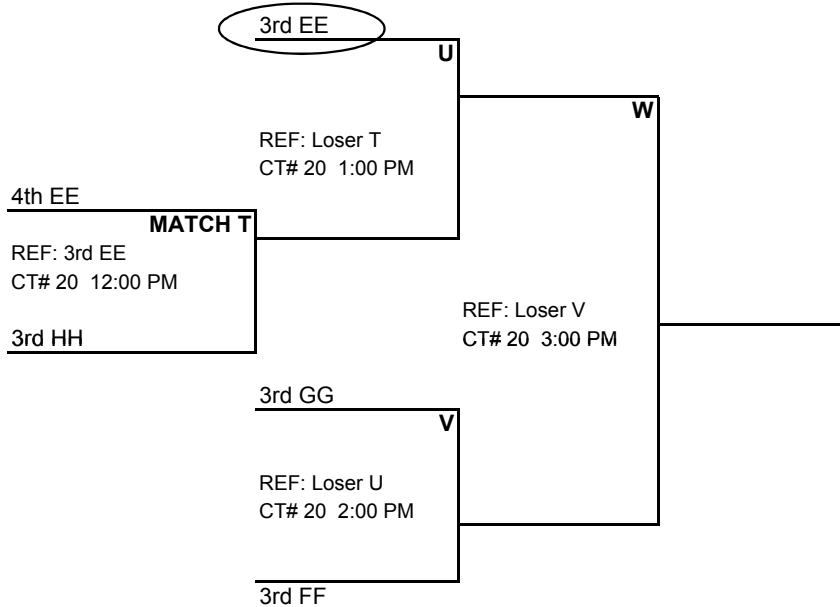 3rd EE
U
W
REF: Loser T
CT# 20 1:00 PM
4th EE
MATCH T
REF: 3rd EE
CT# 20 12:00 PM
REF: Loser V
CT# 20 3:00 PM
3rd HH
3rd GG
V
REF: Loser U
CT# 20 2:00 PM
3rd FF